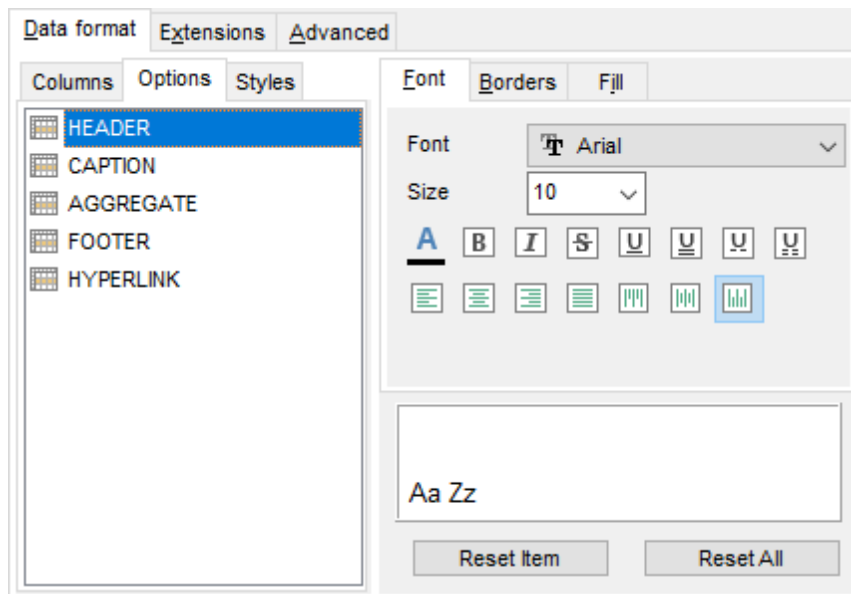 Data format Extensions Advanced
Columns Options Styles
HEADER
CAPTION
AGGREGATE
FOOTER
HYPERLINK
Font Borders Fill
Font Arial
Size 10
A B I S U U U U
Aa Zz
Reset Item Reset All